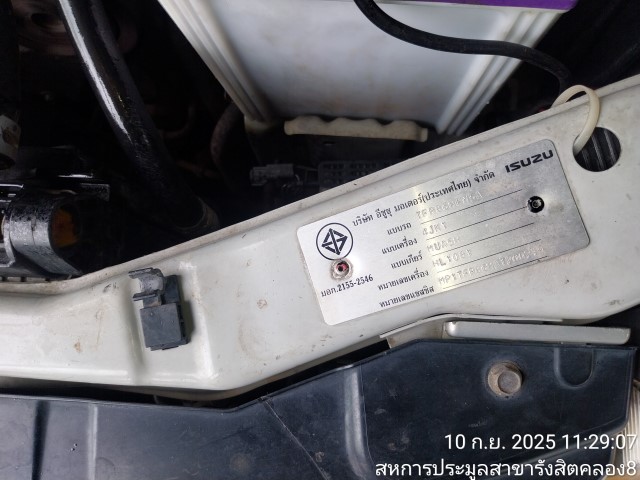 ISUZU
บริษัท อีซูซุ มอเตอร์(ประเทศไทย) จำกัด
แบบรถ
แบบเครื่อง 4JK1
แบบเกียร์ MUA5H
หมายเลขเครื่อง
หมายเลขแชสซีส
มอก.2155-2546
10 ก.ย. 2025 11:29:07
สหการประมูลสาขารังสิตคลอง8